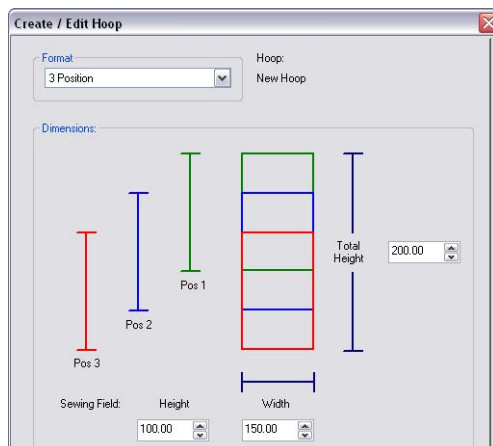 Create / Edit Hoop
Format
3 Position
Hoop:
New Hoop
Dimensions:
Pos 1
Pos 2
Pos 3
Total
Height
200.00
Sewing Field:
Height
Width
100.00
150.00